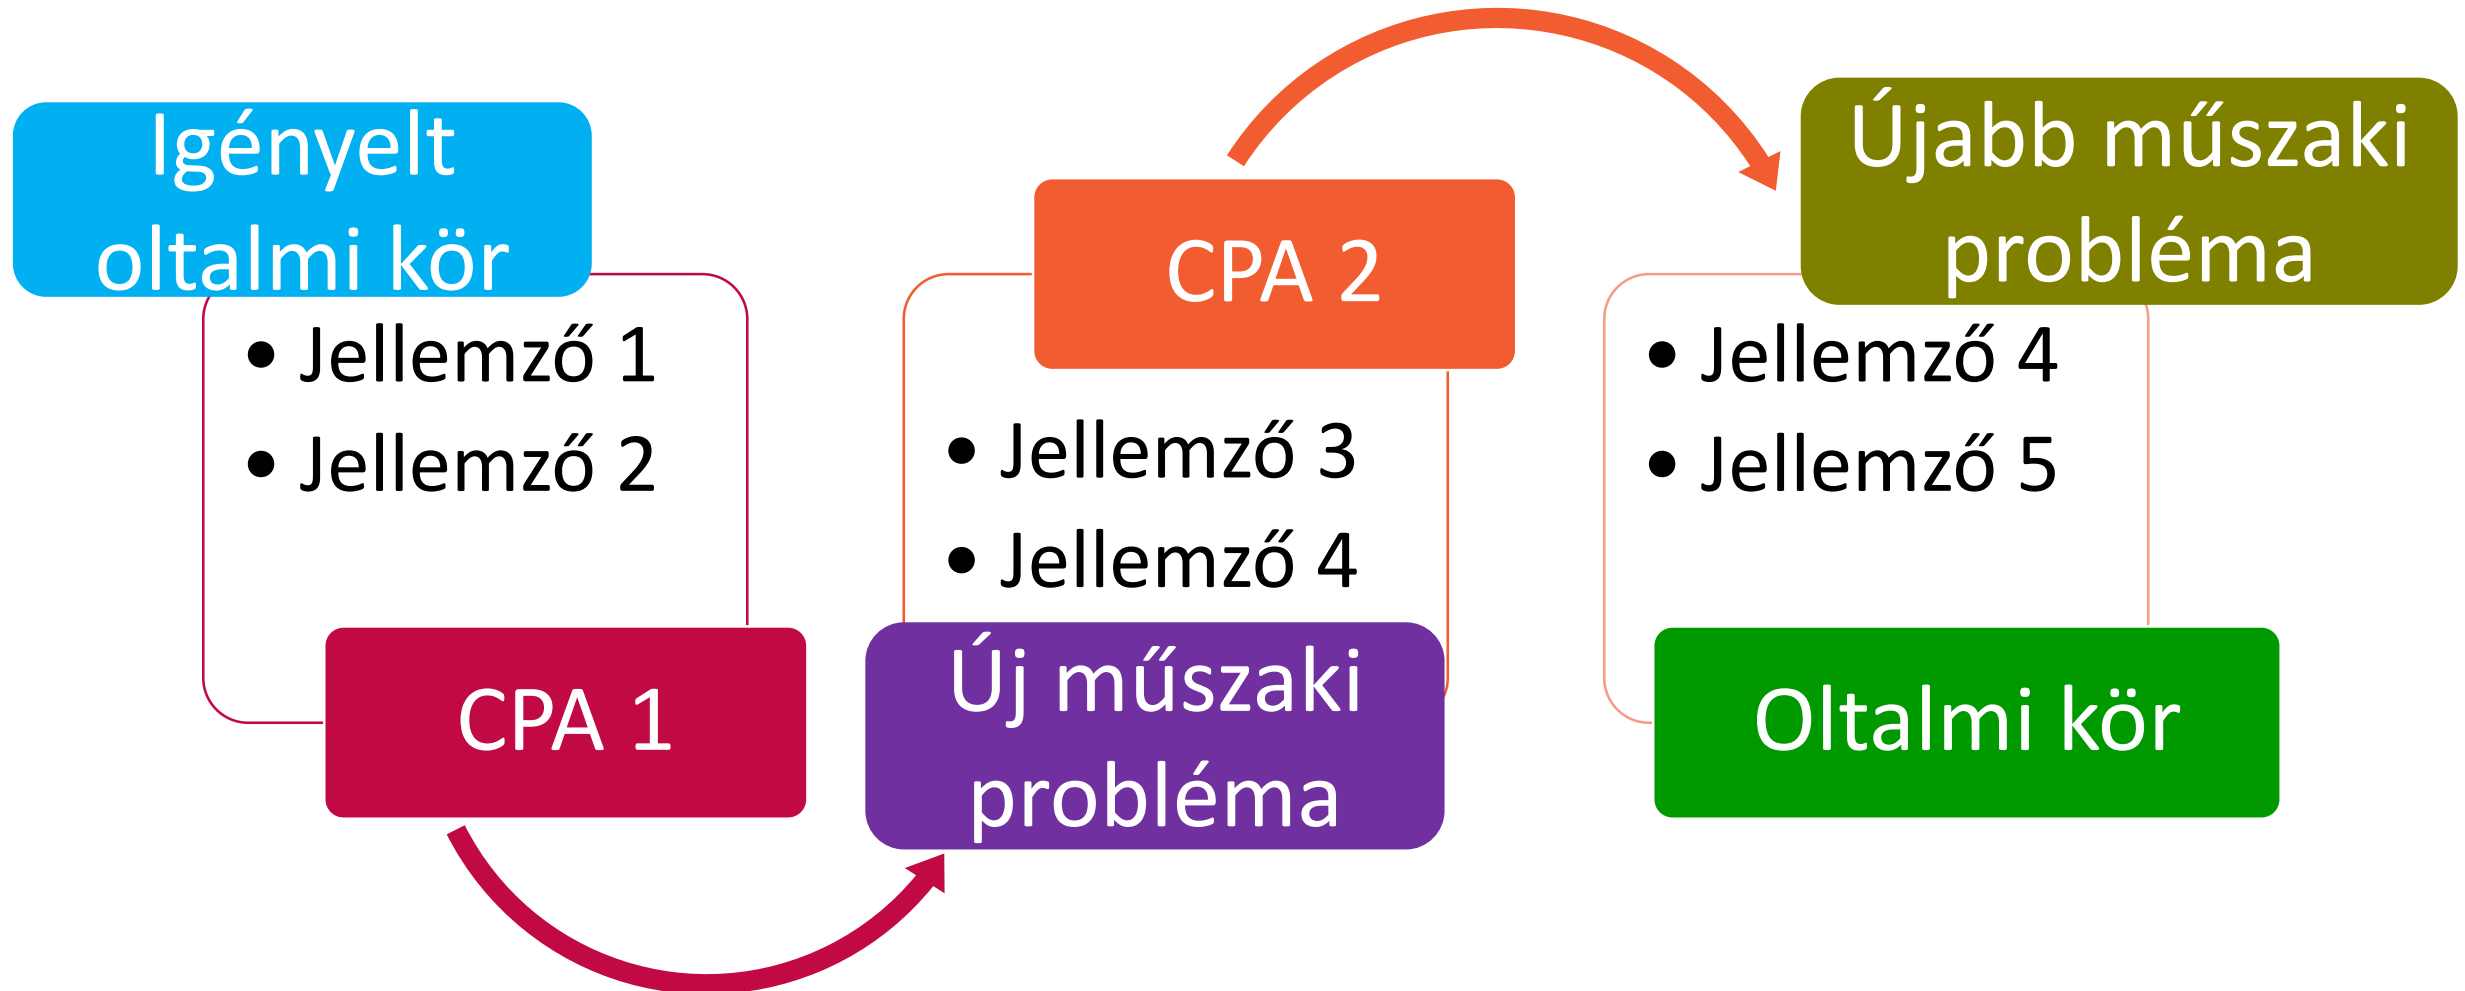 Igényelt
oltalmi kör
• Jellemző 1
• Jellemző 2
CPA 1
CPA 2
• Jellemző 3
• Jellemző 4
Új műszaki
probléma
Újabb műszaki
probléma
• Jellemző 4
• Jellemző 5
Oltalmi kör